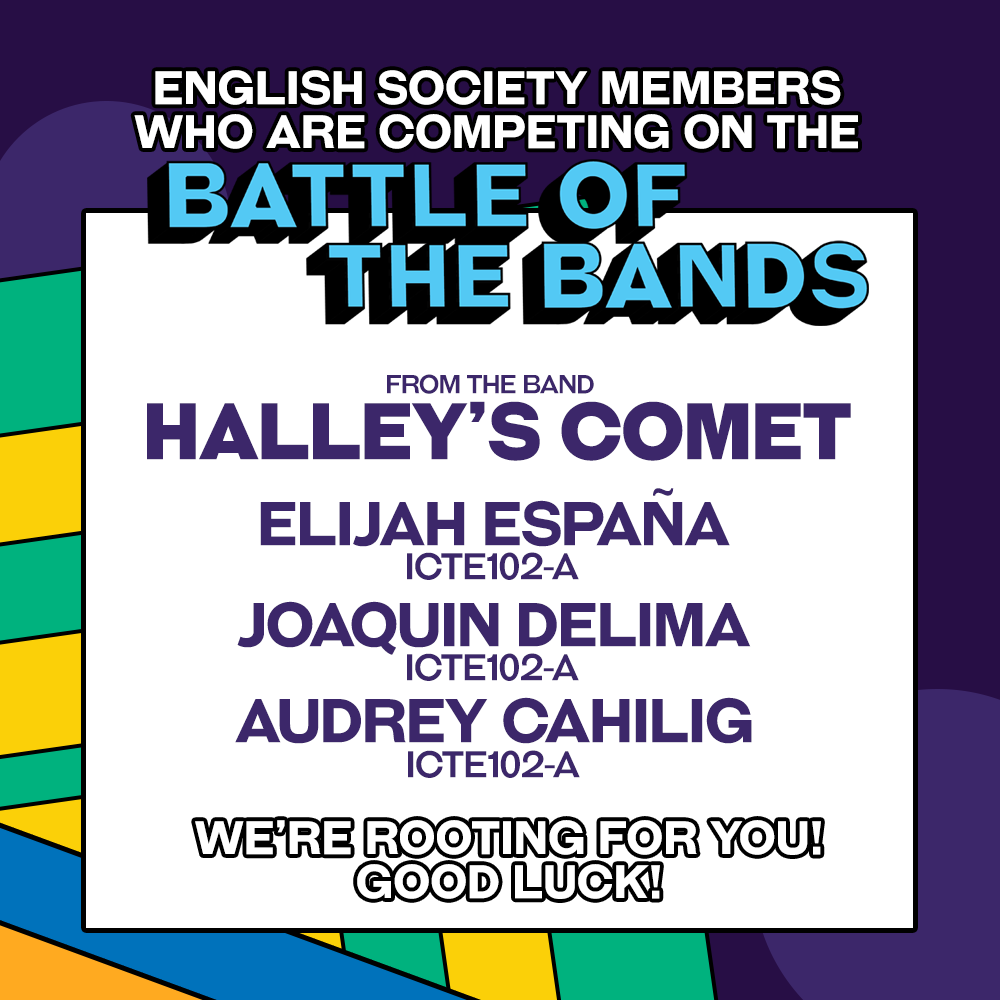 ENGLISH SOCIETY MEMBERS
WHO ARE COMPETING ON THE
BATTLE OF
THE BANDS
FROM THE BAND
HALLEY'S COMET
ELIJAH ESPAÑA
ICTE102-A
JOAQUIN DELIMA
ICTE102-A
AUDREY CAHILIG
ICTE102-A
WE'RE ROOTING FOR YOU!
GOOD LUCK!